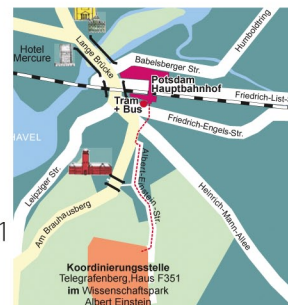 Humboldtring
Hotel
Mercure
Lange Brücke
Babelsberger Str.
Potsdam
Hauptbahnhof
Tram
+ Bus
Friedrich-List-
Friedrich-Engels-Str.
HAVEL
Leipziger Str.
Albert-Einstein-Str.
Heinrich-Mann-Allee
Am Brauhausberg
1
Koordinierungsstelle
Telegrafenberg,Haus F351
im Wissenschaftspark
Albert Einstein